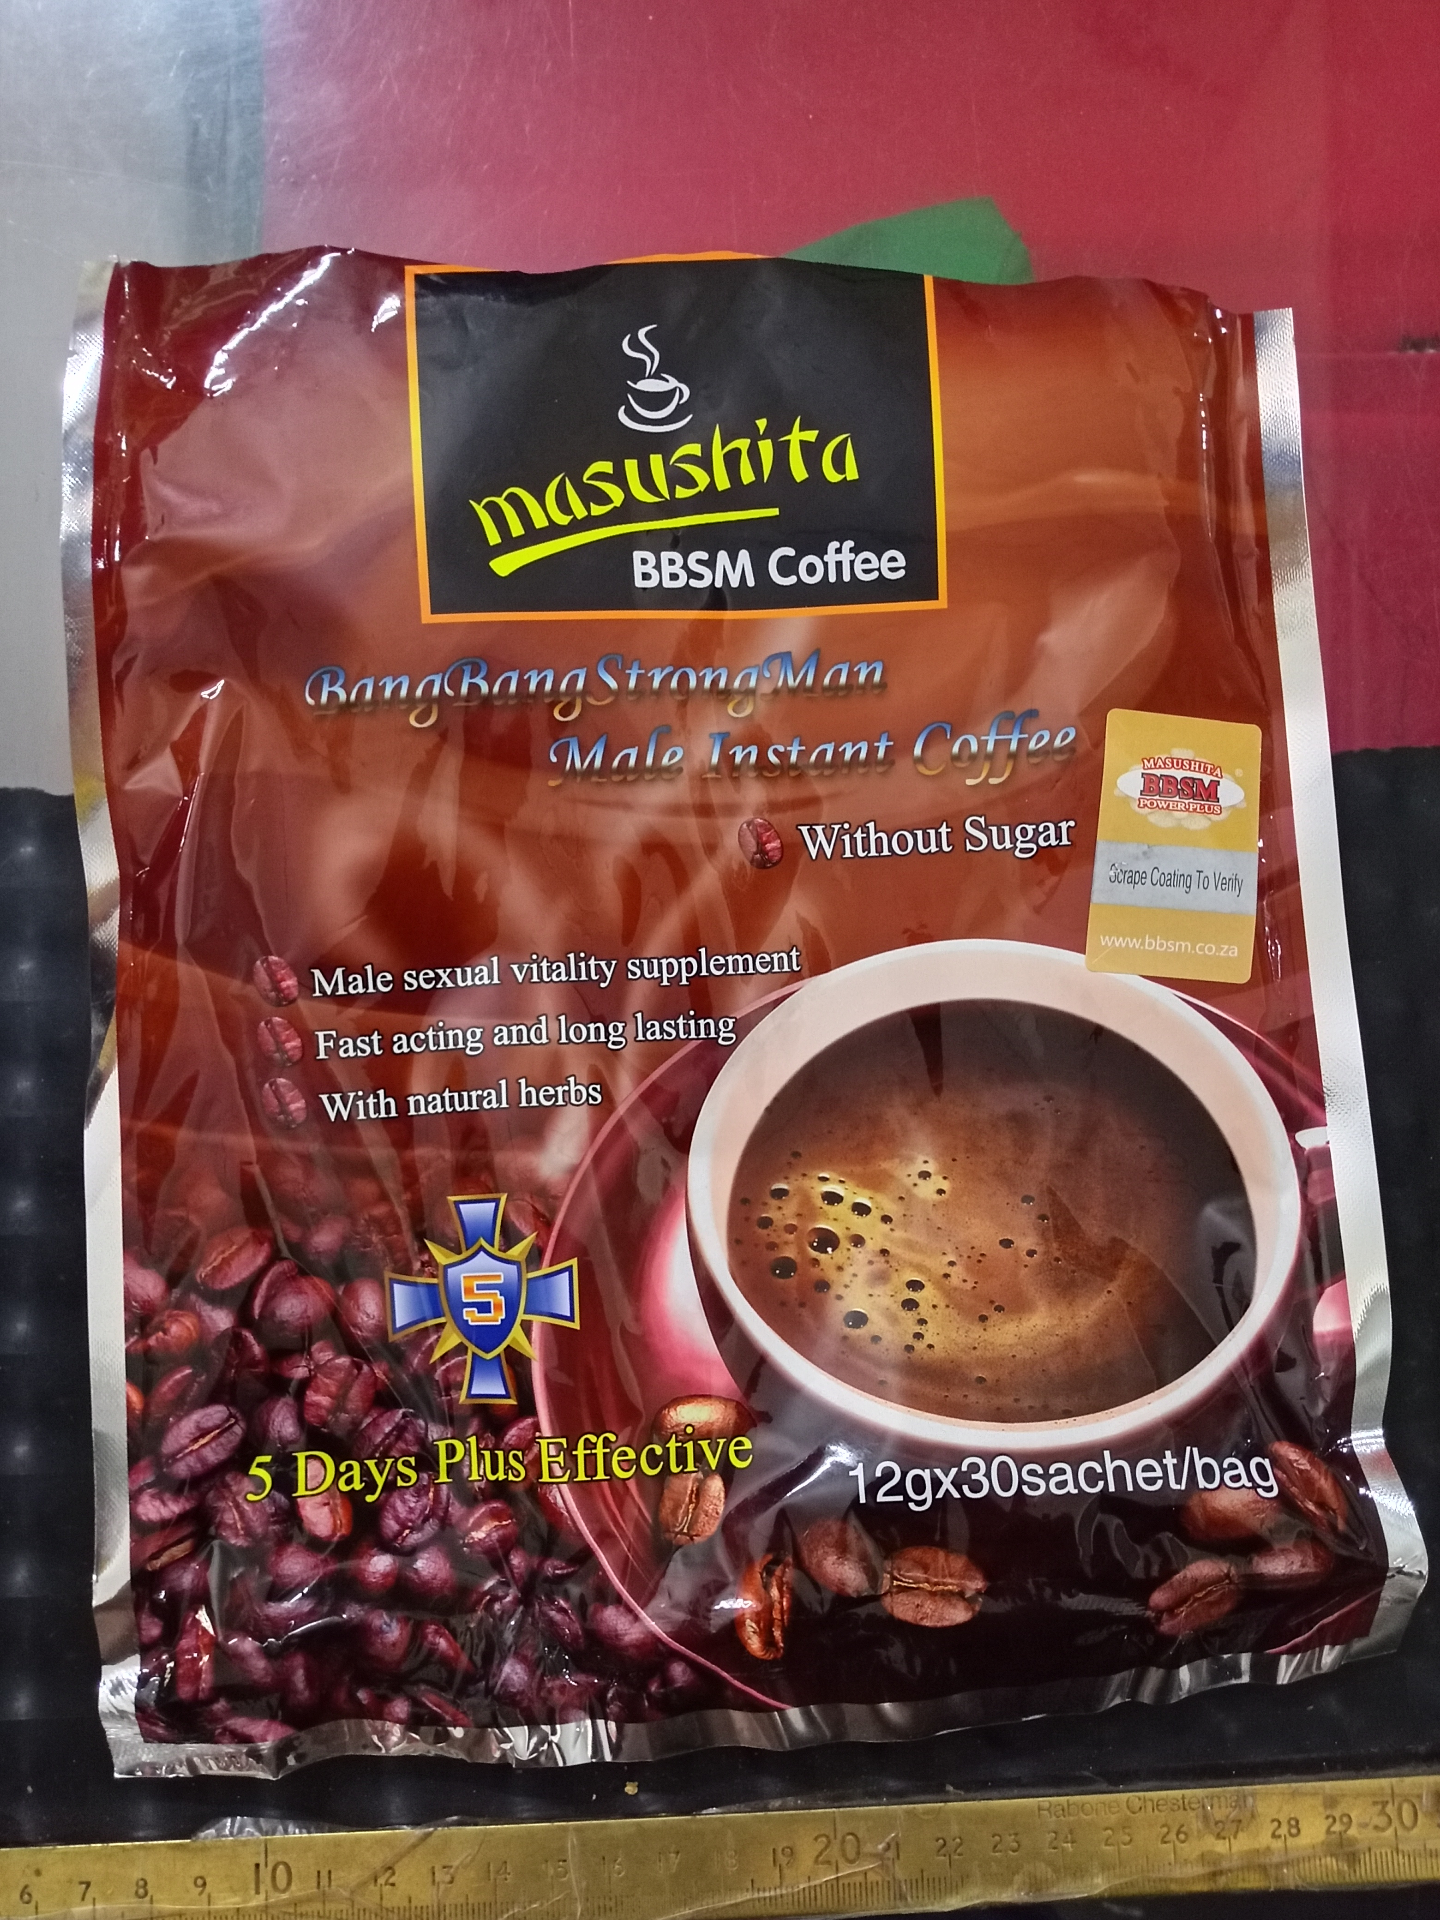 masushita
BBSM Coffee
BangBangStrongMan
Male Instant Coffee
Without Sugar
MASUSHITA
BBSM
POWER PLUS
®
Scrape Coating To Verify
www.bbsm.co.za
Male sexual vitality supplement
Fast acting and long lasting
With natural herbs
5
5 Days Plus Effective
12gx30sachet/bag
Rabone Chesterman
6 7 8 9 10 11 12 13 14 15 16 17 18 19 20 21 22 23 24 25 26 27 28 29 30